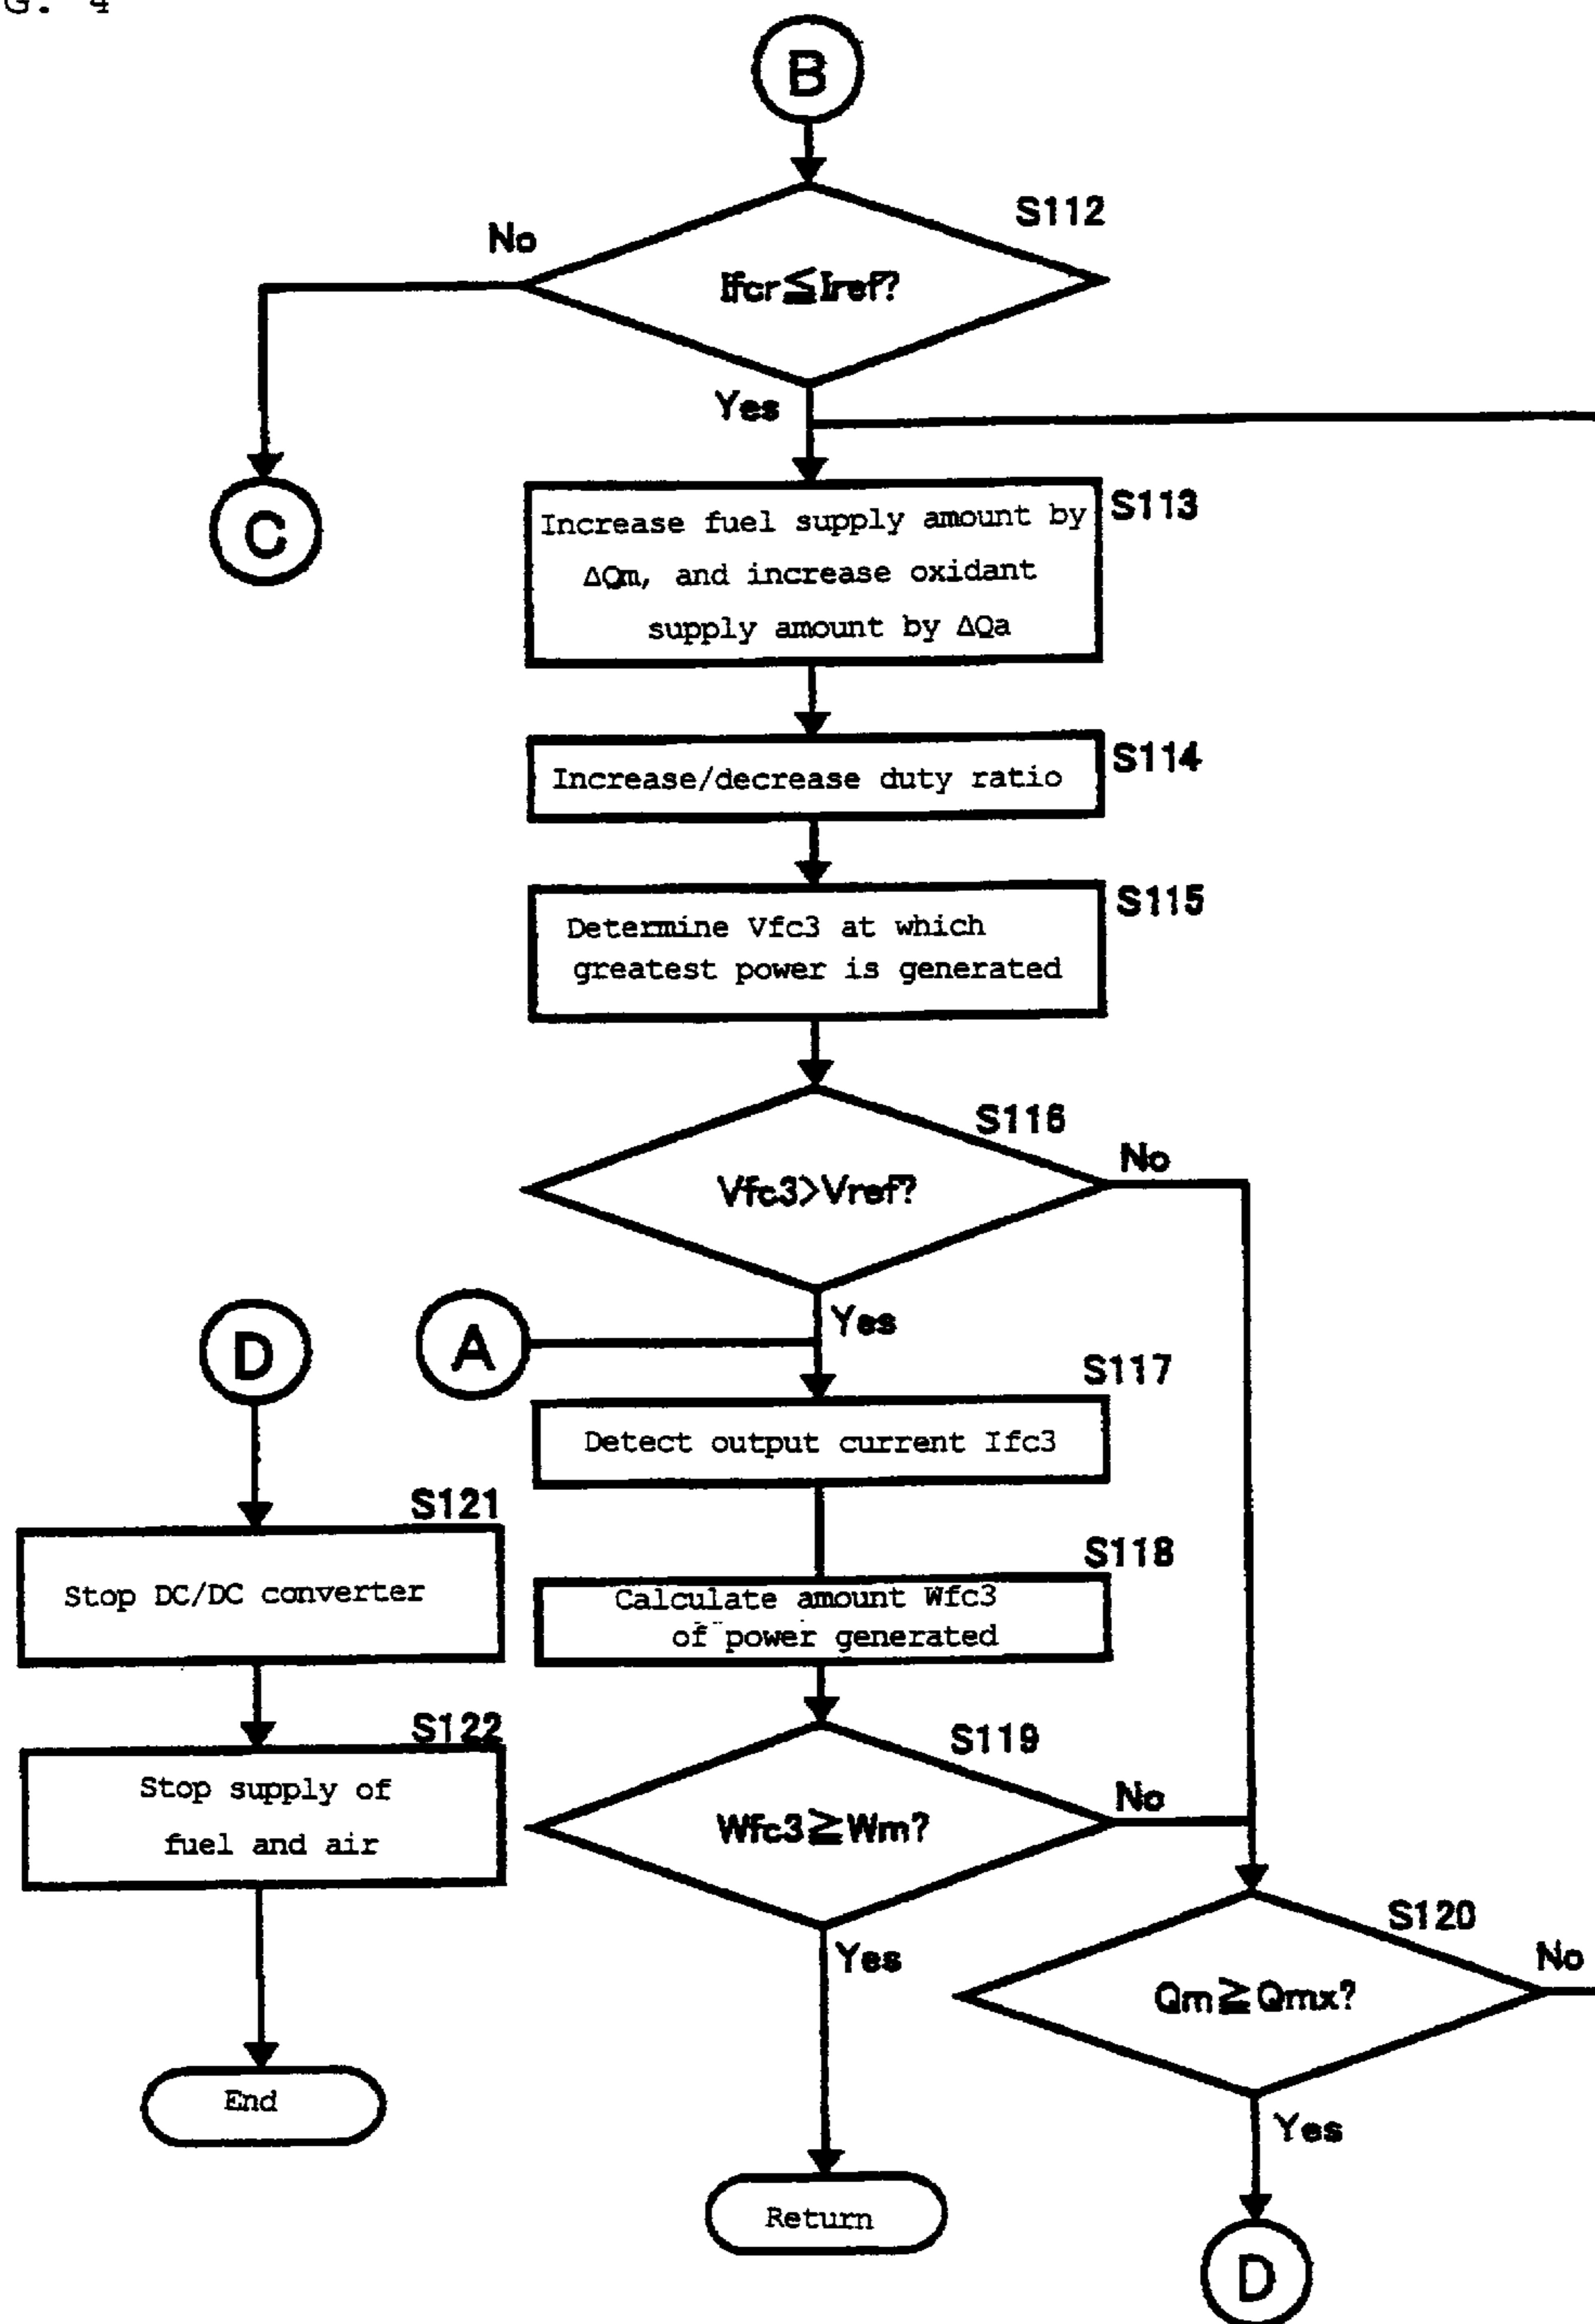 G. 4
B
S112
No
Ifcr≦Iref?
Yes
C
S113
Increase fuel supply amount by
ΔQm, and increase oxidant
supply amount by ΔQa
S114
Increase/decrease duty ratio
S115
Determine Vfc3 at which
greatest power is generated
S116
No
Vfc3>Vref?
Yes
D
A
S117
Detect output current Ifc3
S121
Stop DC/DC converter
S118
Calculate amount Wfc3
of power generated
S122
Stop supply of
fuel and air
S119
No
Wfc3≧Wm?
Yes
S120
No
Qm≧Qmx?
Yes
End
Return
D